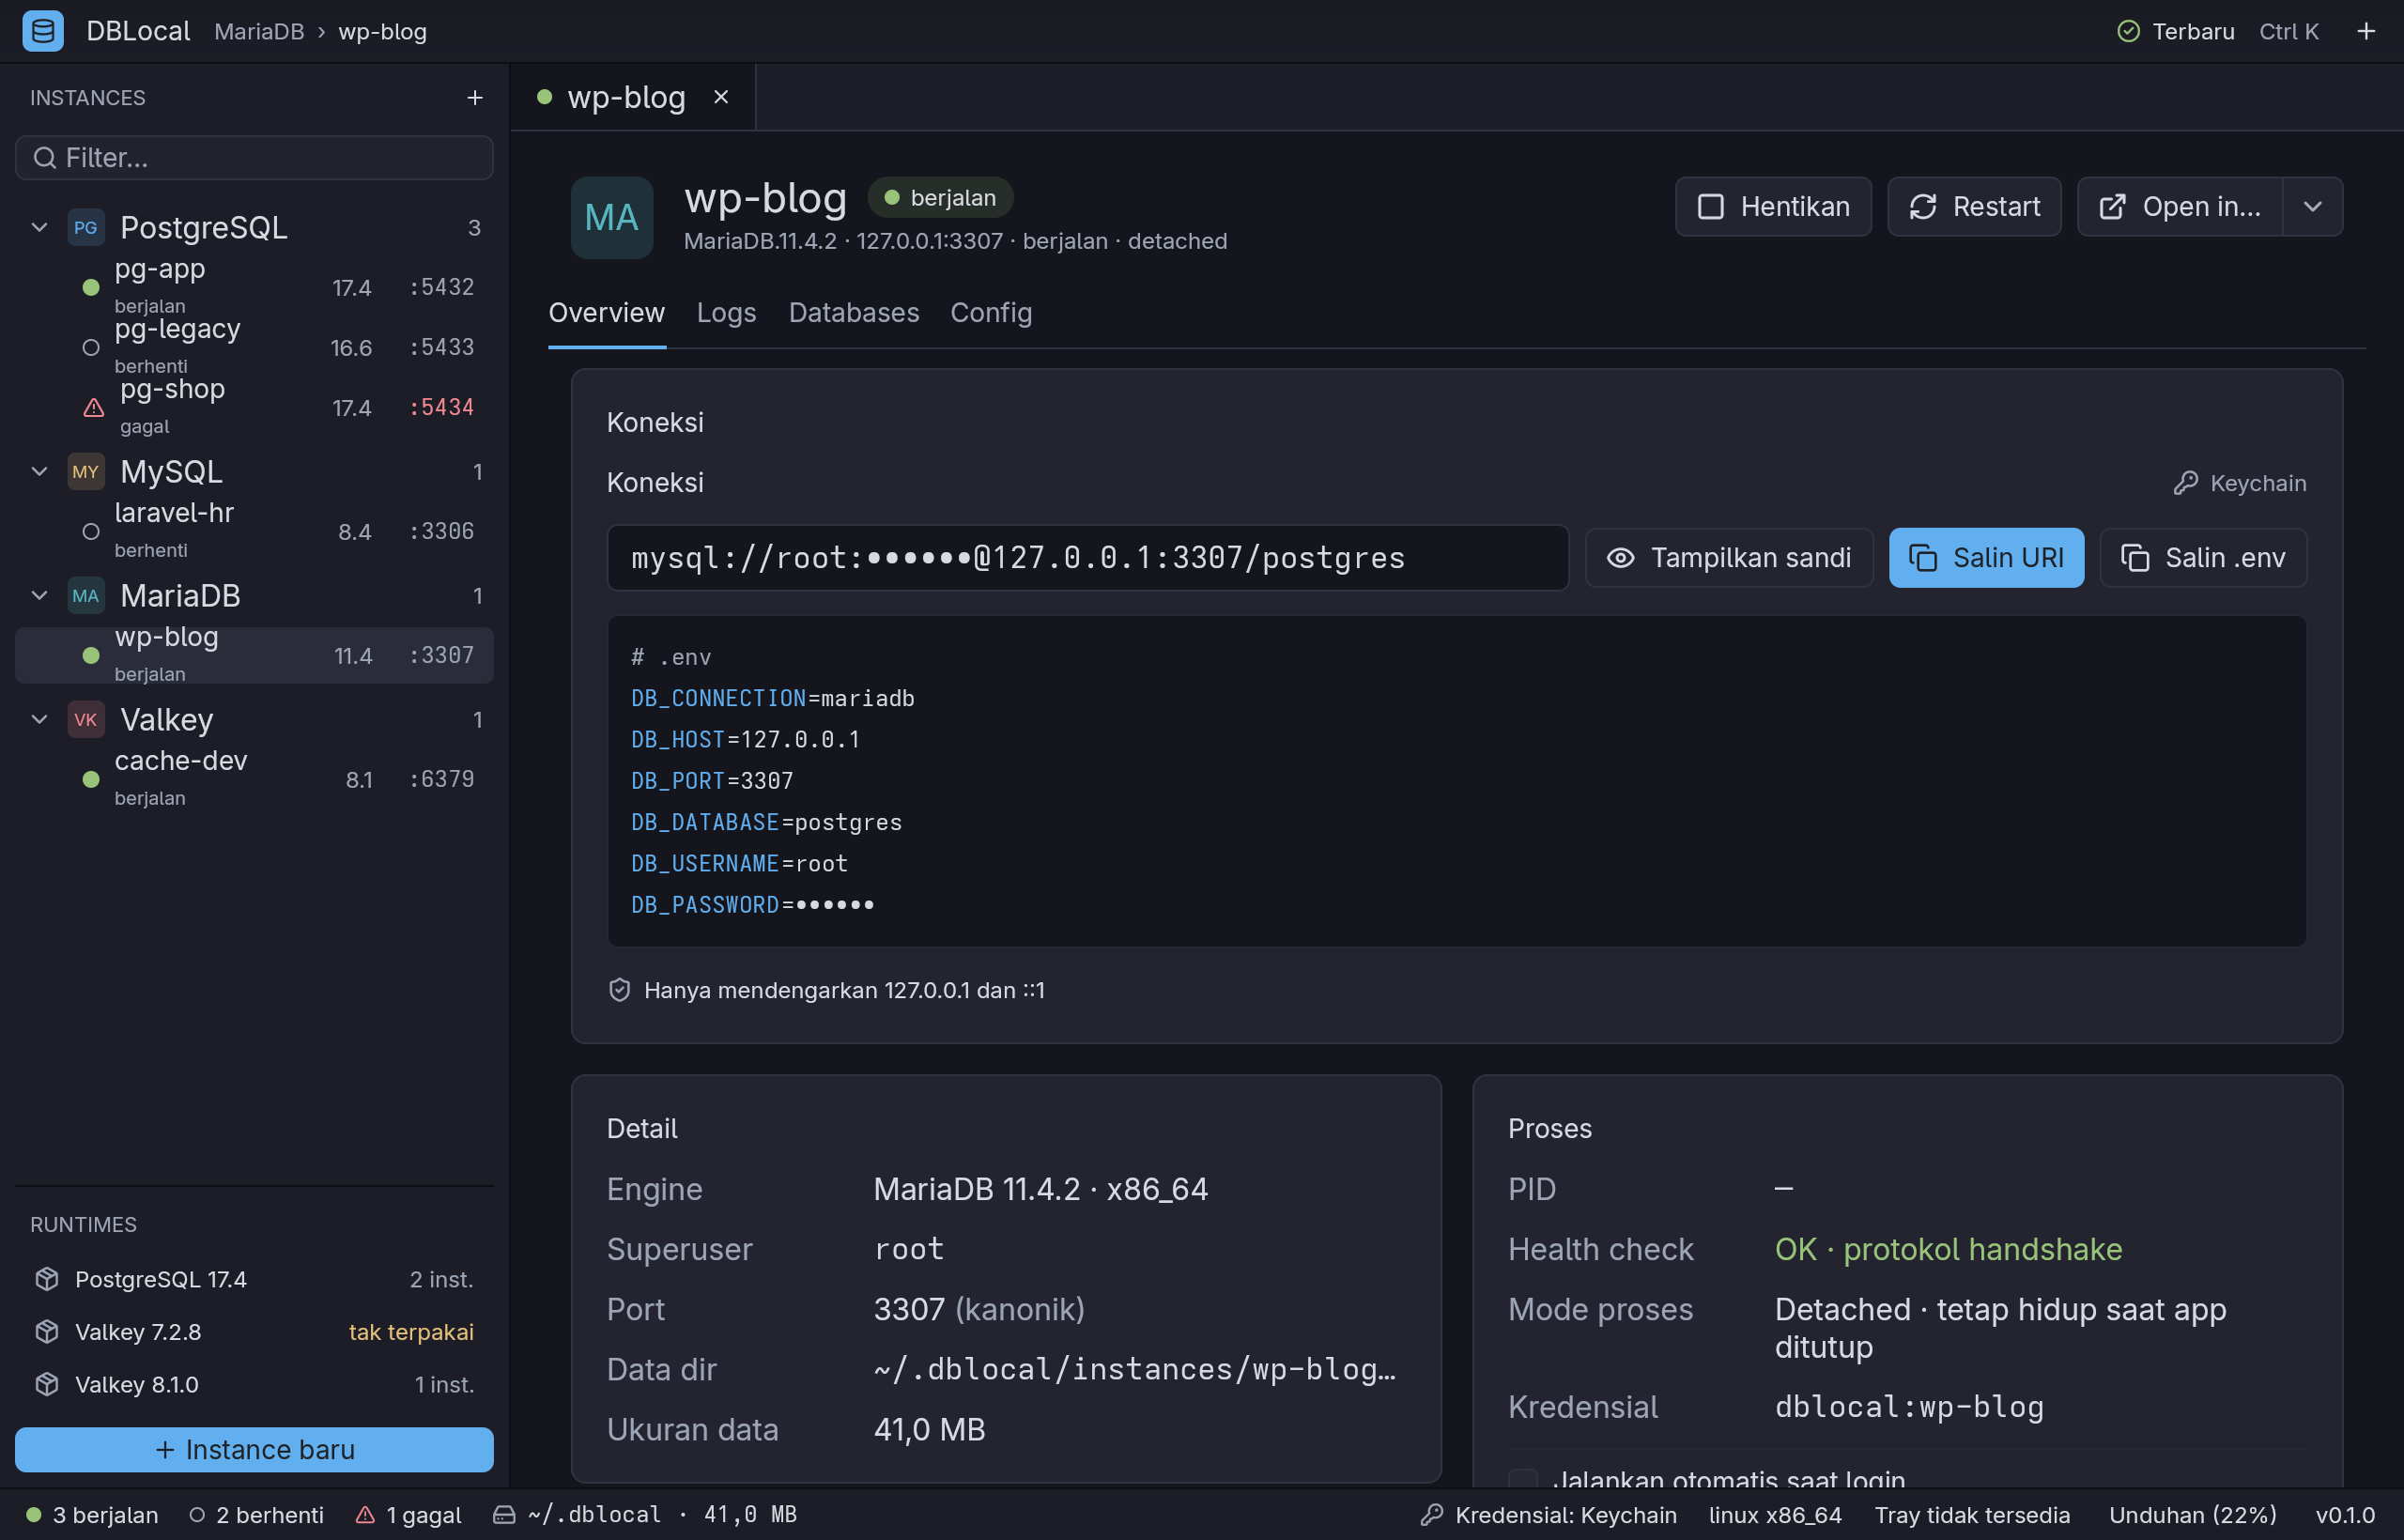 DBLocal MariaDB › wp-blog Terbaru Ctrl K +
INSTANCES +
Filter...
PG PostgreSQL 3
pg-app 17.4 :5432
berjalan
pg-legacy 16.6 :5433
berhenti
pg-shop 17.4 :5434
gagal
MY MySQL 1
laravel-hr 8.4 :3306
berhenti
MA MariaDB 1
wp-blog 11.4 :3307
berjalan
VK Valkey 1
cache-dev 8.1 :6379
berjalan
RUNTIMES
PostgreSQL 17.4 2 inst.
Valkey 7.2.8 tak terpakai
Valkey 8.1.0 1 inst.
+ Instance baru
wp-blog ×
MA
wp-blog berjalan
MariaDB.11.4.2 · 127.0.0.1:3307 · berjalan · detached
Hentikan Restart Open in...
Overview Logs Databases Config
Koneksi
Koneksi Keychain
mysql://root:••••••@127.0.0.1:3307/postgres Tampilkan sandi Salin URI Salin .env
# .env
DB_CONNECTION=mariadb
DB_HOST=127.0.0.1
DB_PORT=3307
DB_DATABASE=postgres
DB_USERNAME=root
DB_PASSWORD=••••••
Hanya mendengarkan 127.0.0.1 dan ::1
Detail
Engine MariaDB 11.4.2 · x86_64
Superuser root
Port 3307 (kanonik)
Data dir ~/.dblocal/instances/wp-blog…
Ukuran data 41,0 MB
Proses
PID —
Health check OK · protokol handshake
Mode proses Detached · tetap hidup saat app
ditutup
Kredensial dblocal:wp-blog
Jalankan otomatis saat login
3 berjalan 2 berhenti 1 gagal ~/.dblocal · 41,0 MB Kredensial: Keychain linux x86_64 Tray tidak tersedia Unduhan (22%) v0.1.0